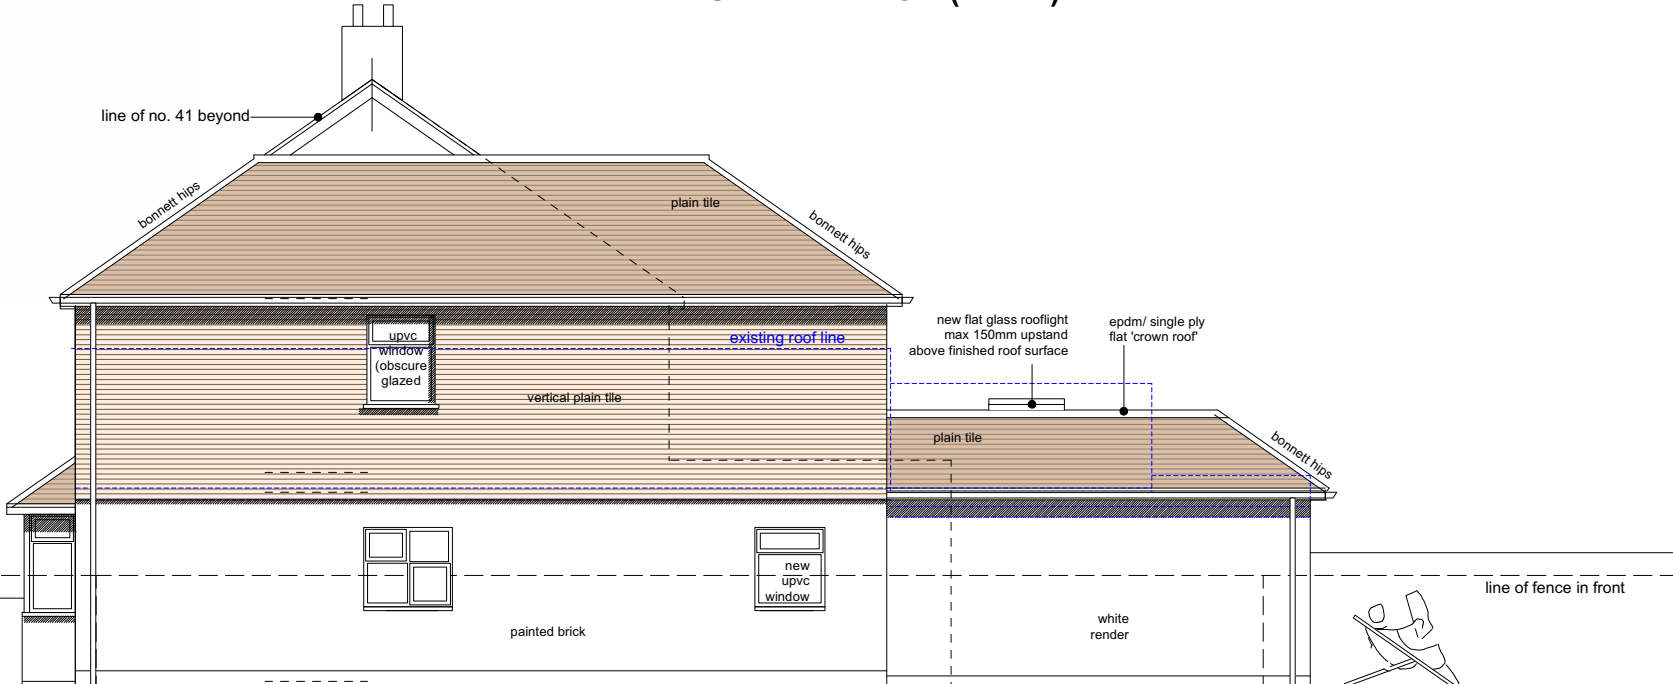 line of no. 41 beyond
bonnett hips
plain tile
bonnett hips
new flat glass rooflight
max 150mm upstand
above finished roof surface
epdm/ single ply
flat 'crown roof'
existing roof line
upvc
window
(obscure
glazed
vertical plain tile
plain tile
bonnett hips
new
upvc
window
line of fence in front
painted brick
white
render